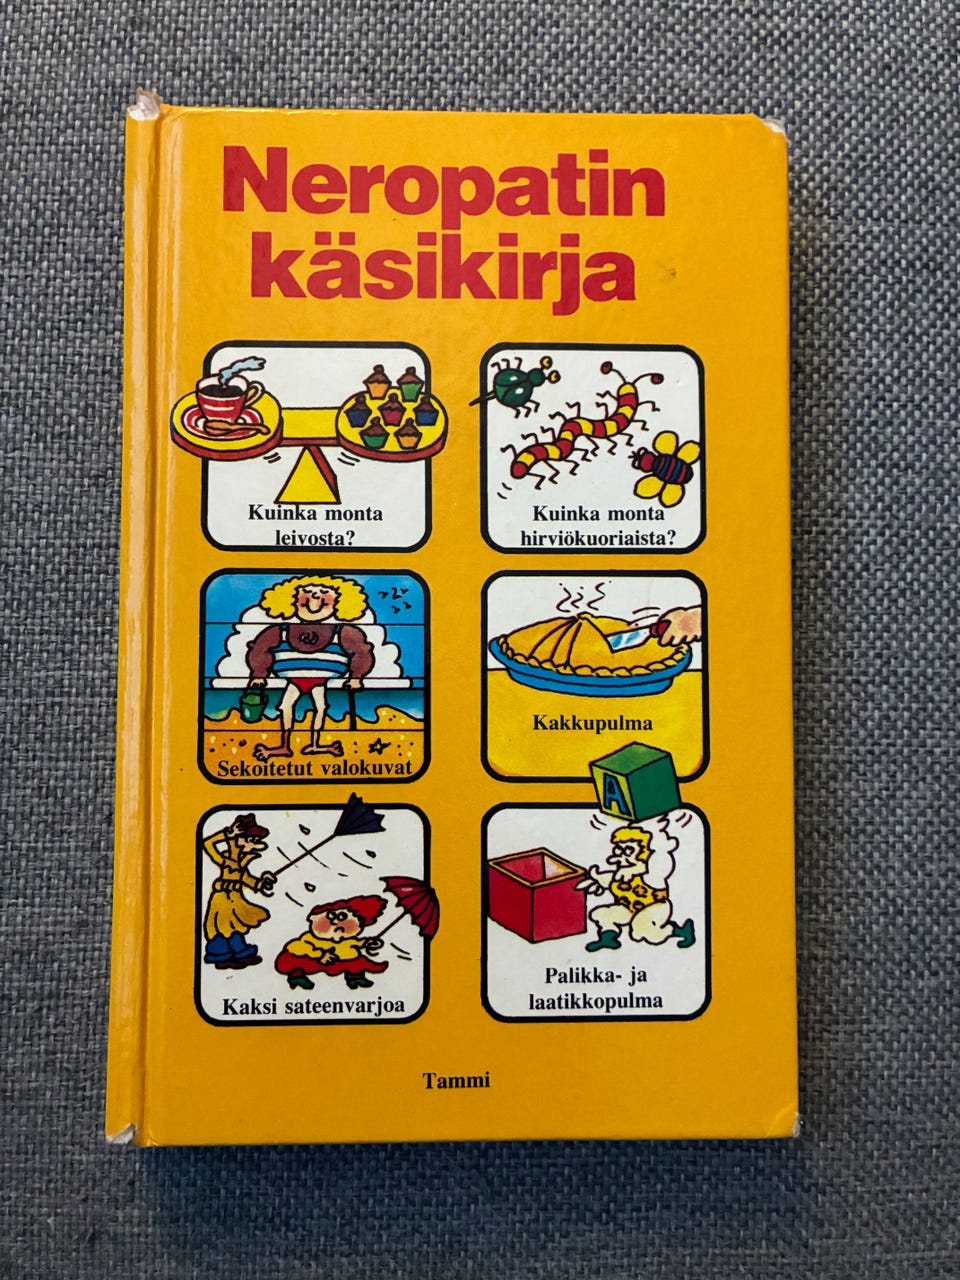 Neropatin
käsikirja
Kuinka monta
leivosta?
Kuinka monta
hirviökuoriaista?
Sekoitetut valokuvat
Kakkupulma
A
Kaksi sateenvarjoa
Palikka- ja
laatikkopulma
Tammi